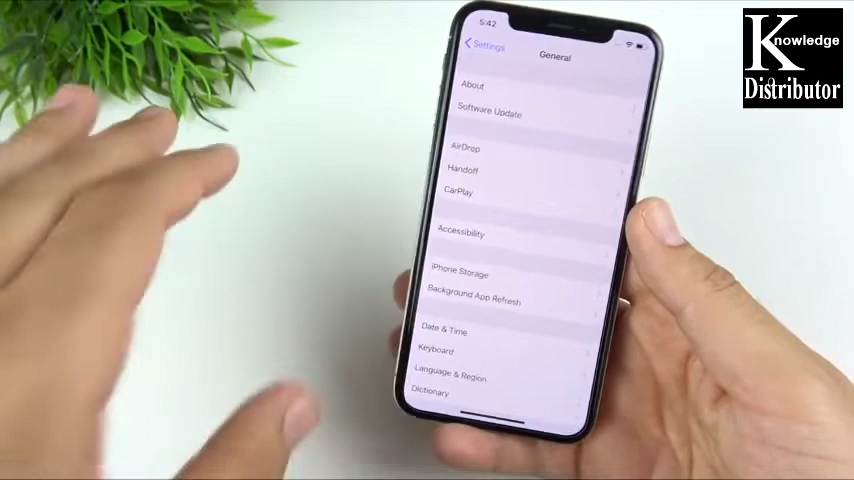 5:42
Settings
General
About
Software Update
AirDrop
Handoff
CarPlay
Accessibility
iPhone Storage
Background App Refresh
Date & Time
Keyboard
Language & Region
Dictionary
Knowledge
Distributor